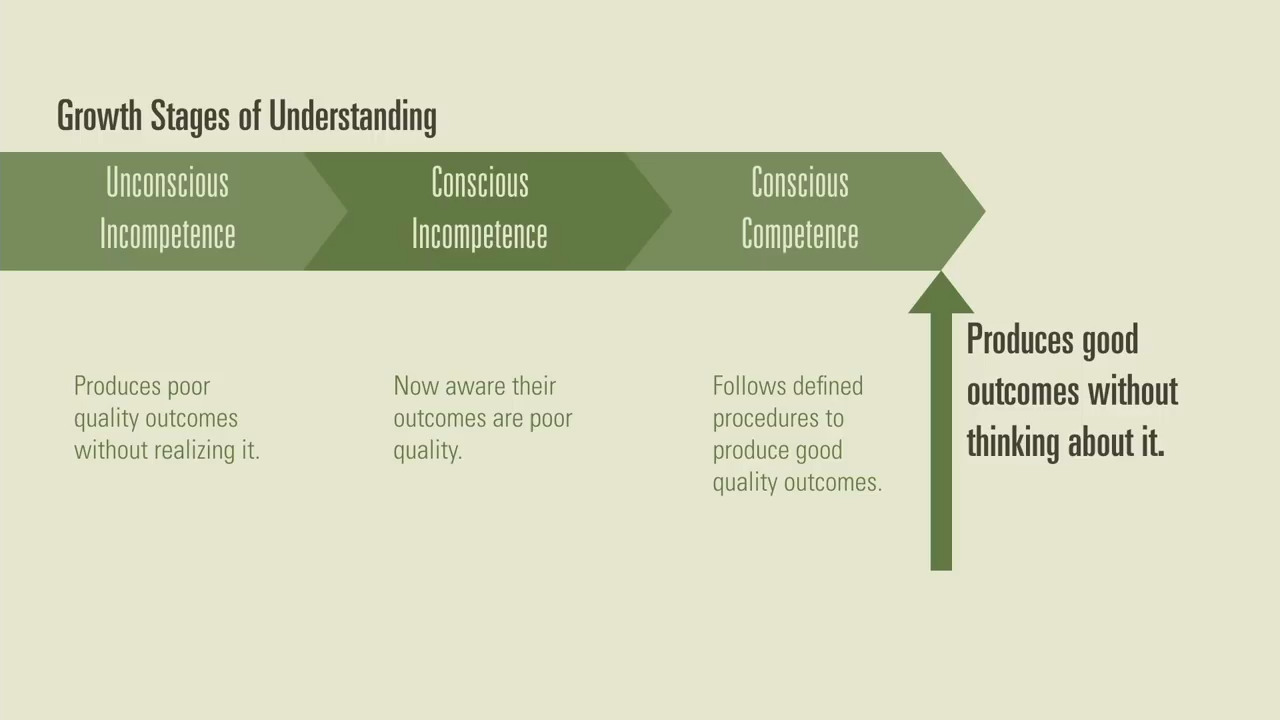 Growth Stages of Understanding
Unconscious
Incompetence
Conscious
Incompetence
Conscious
Competence
Produces poor
quality outcomes
without realizing it.
Now aware their
outcomes are poor
quality.
Follows defined
procedures to
produce good
quality outcomes.
Produces good
outcomes without
thinking about it.